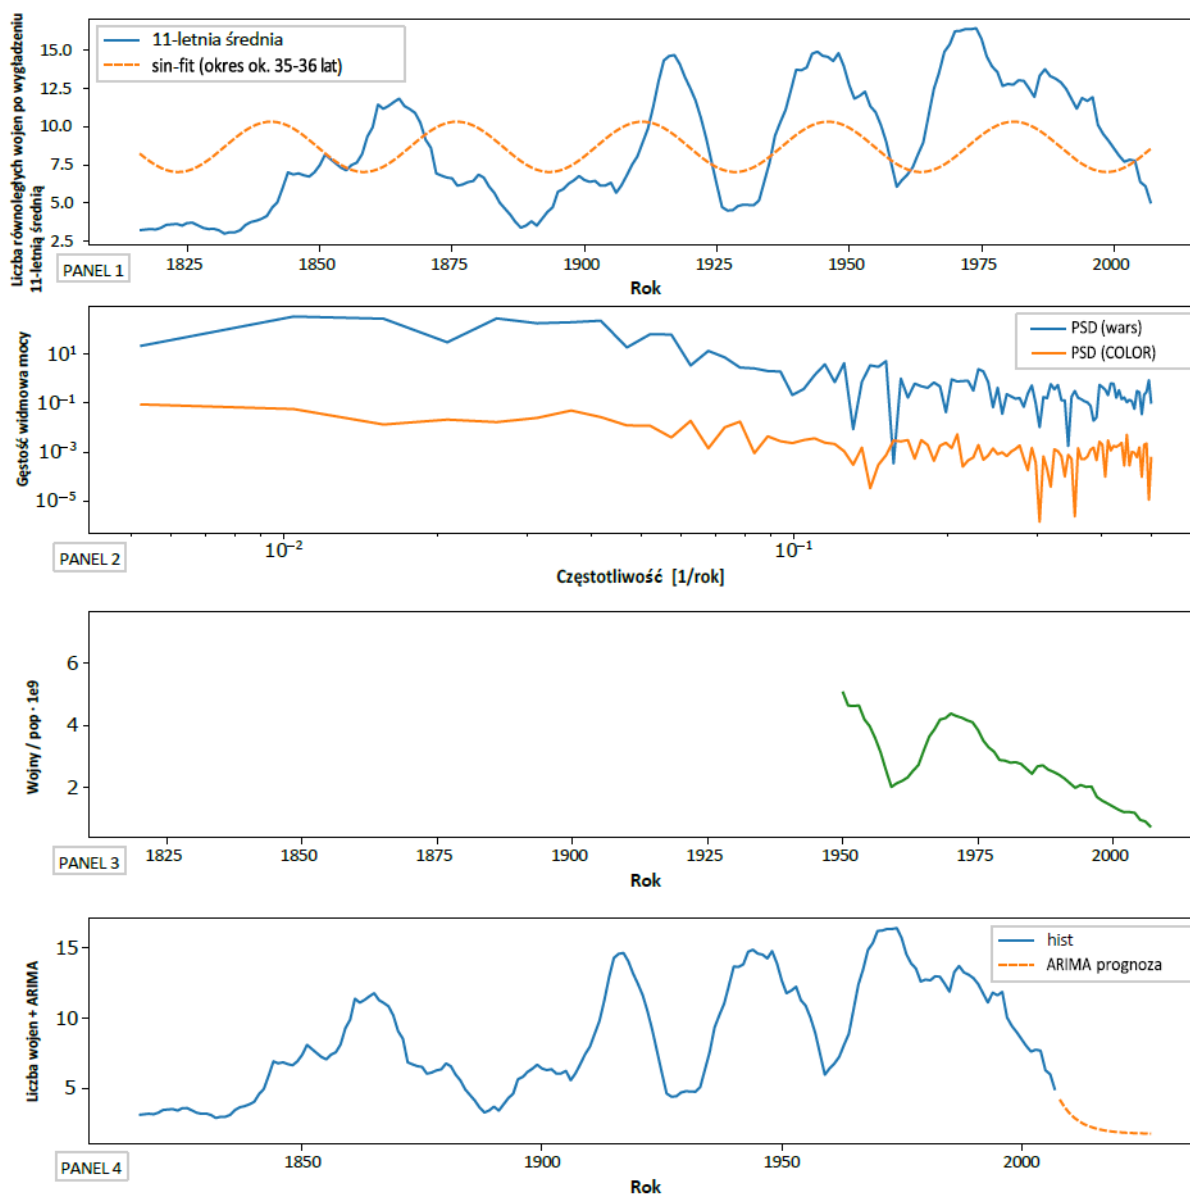 11-letnia średnia
sin-fit (okres ok. 35-36 lat)
Liczba równoległych wojen po wygładzeniu
11-letnią średnią
15.0
12.5
10.0
7.5
5.0
2.5
1825 1850 1875 1900 1925 1950 1975 2000
PANEL 1
Rok
PSD (wars)
PSD (COLOR)
Gęstość widmowa mocy
10¹
10⁻¹
10⁻³
10⁻⁵
10⁻² 10⁻¹
PANEL 2
Częstotliwość [1/rok]
Wojny / pop · 1e9
6
4
2
1825 1850 1875 1900 1925 1950 1975 2000
PANEL 3
Rok
hist
ARIMA prognoza
Liczba wojen + ARIMA
15
10
5
1850 1900 1950 2000
PANEL 4
Rok